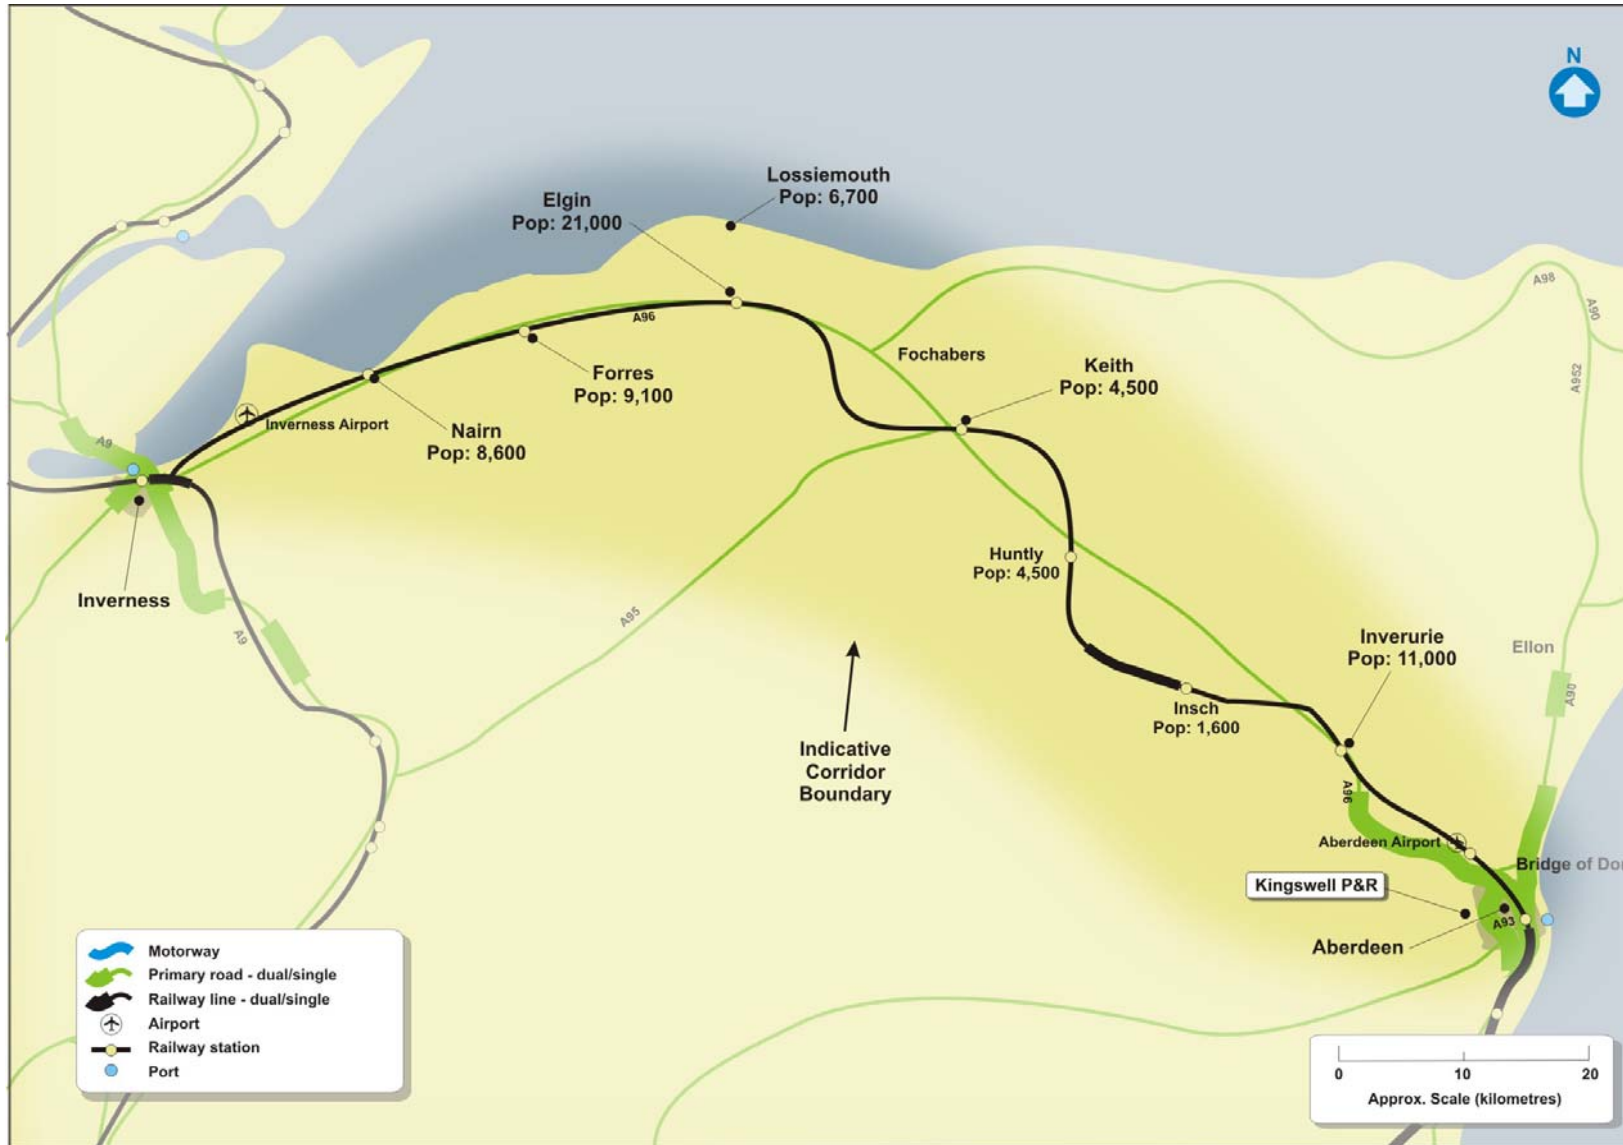 N
Lossiemouth
Pop: 6,700
Elgin
Pop: 21,000
A98
A90
A96
Fochabers
Keith
Pop: 4,500
A952
Forres
Pop: 9,100
Inverness Airport
Nairn
Pop: 8,600
A9
Huntly
Pop: 4,500
Inverness
A95
A9
Inverurie
Pop: 11,000
Ellon
A90
Insch
Pop: 1,600
Indicative
Corridor
Boundary
A96
Aberdeen Airport
Bridge of Don
Kingswell P&R
A93
Aberdeen
Motorway
Primary road - dual/single
Railway line - dual/single
Airport
Railway station
Port
0 10 20
Approx. Scale (kilometres)